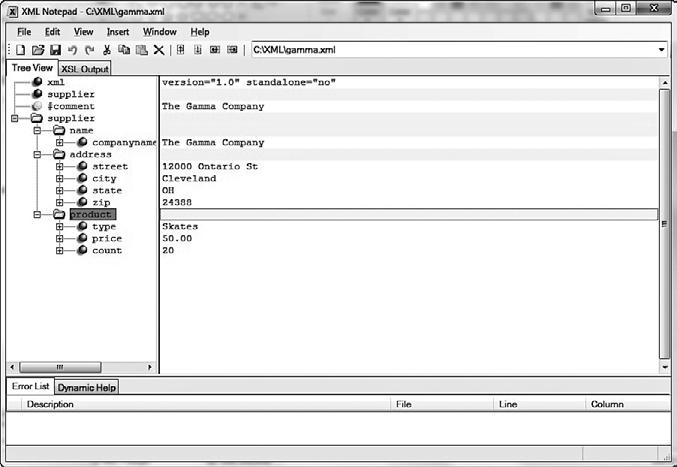 XML Notepad - C:\XML\gamma.xml
File Edit View Insert Window Help
C:\XML\gamma.xml
Tree View XSL Output
xml version="1.0" standalone="no"
supplier
#comment The Gamma Company
supplier
name
companyname The Gamma Company
address
street 12000 Ontario St
city Cleveland
state OH
zip 24388
product
type Skates
price 50.00
count 20
Error List Dynamic Help
Description File Line Column